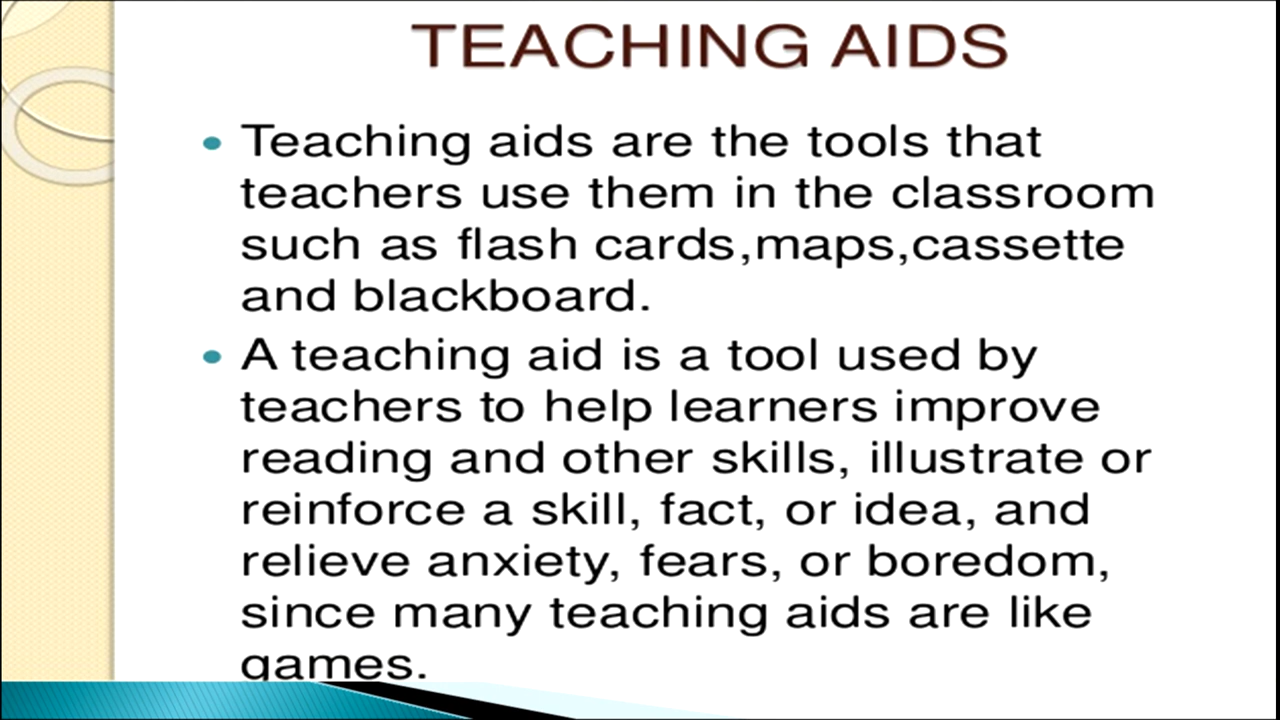 TEACHING AIDS
• Teaching aids are the tools that
teachers use them in the classroom
such as flash cards,maps,cassette
and blackboard.
• A teaching aid is a tool used by
teachers to help learners improve
reading and other skills, illustrate or
reinforce a skill, fact, or idea, and
relieve anxiety, fears, or boredom,
since many teaching aids are like
games.